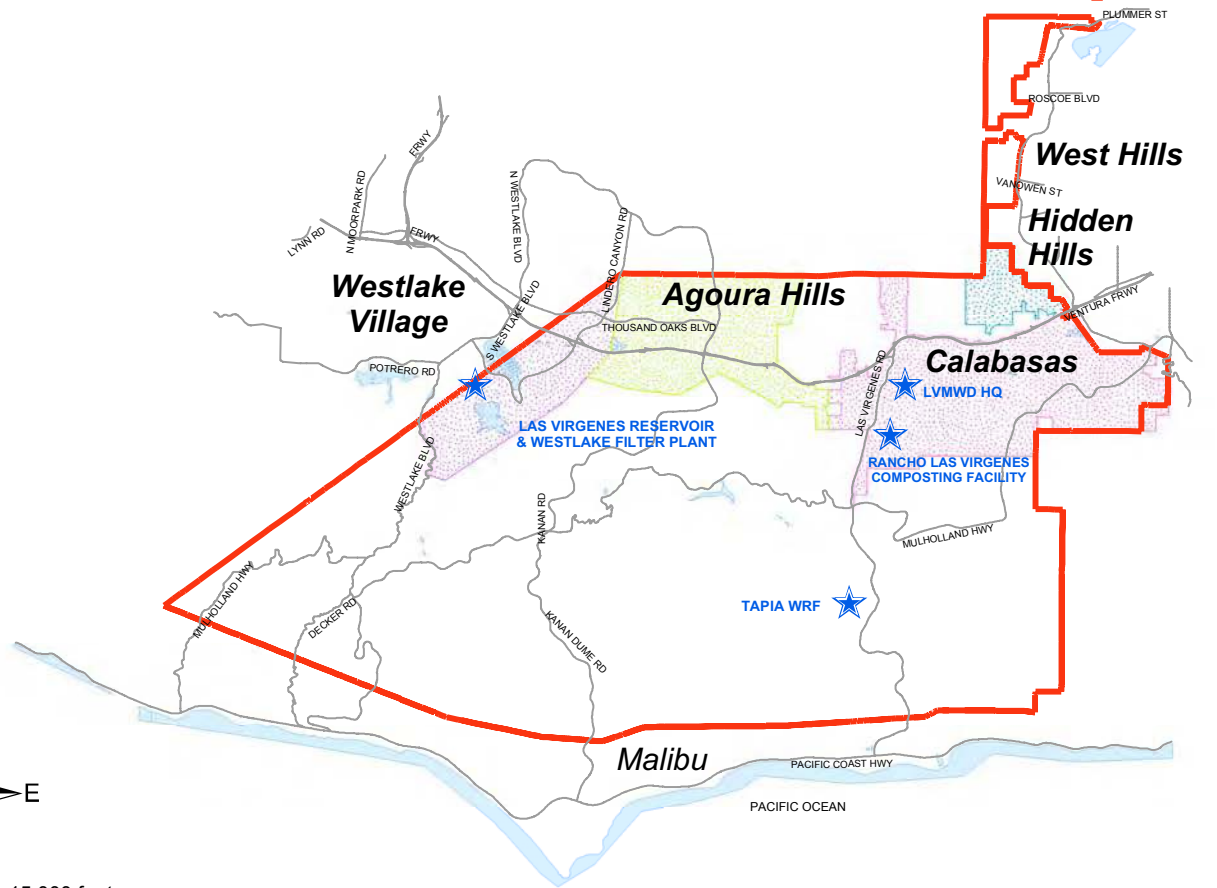 PLUMMER ST
ROSCOE BLVD
West Hills
VANOWEN ST
Hidden
Hills
VENTURA FRWY
FRWY
N MOORPARK RD
LYNN RD
FRWY
N WESTLAKE BLVD
LINDERO CANYON RD
Westlake
Village
S WESTLAKE BLVD
Agoura Hills
THOUSAND OAKS BLVD
POTRERO RD
LAS VIRGENES RD
Calabasas
LVMWD HQ
LAS VIRGENES RESERVOIR
& WESTLAKE FILTER PLANT
RANCHO LAS VIRGENES
COMPOSTING FACILITY
WESTLAKE BLVD
KANAN RD
MULHOLLAND HWY
MULHOLLAND HWY
DECKER RD
TAPIA WRF
KANAN DUME RD
Malibu
PACIFIC COAST HWY
E
PACIFIC OCEAN